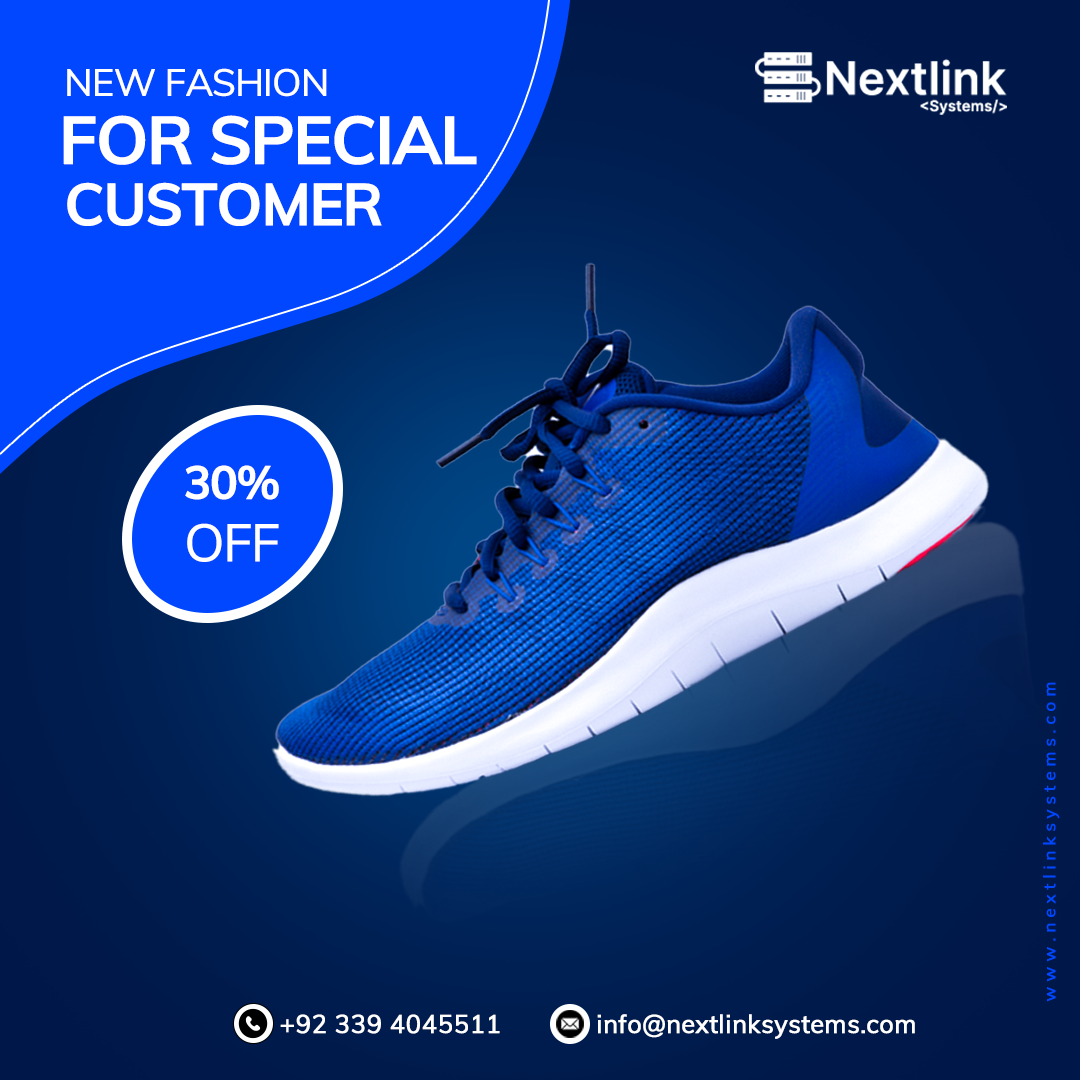 NEW FASHION
FOR SPECIAL
CUSTOMER
Nextlink
<Systems/>
30%
OFF
www.nextlinksystems.com
+92 339 4045511
info@nextlinksystems.com